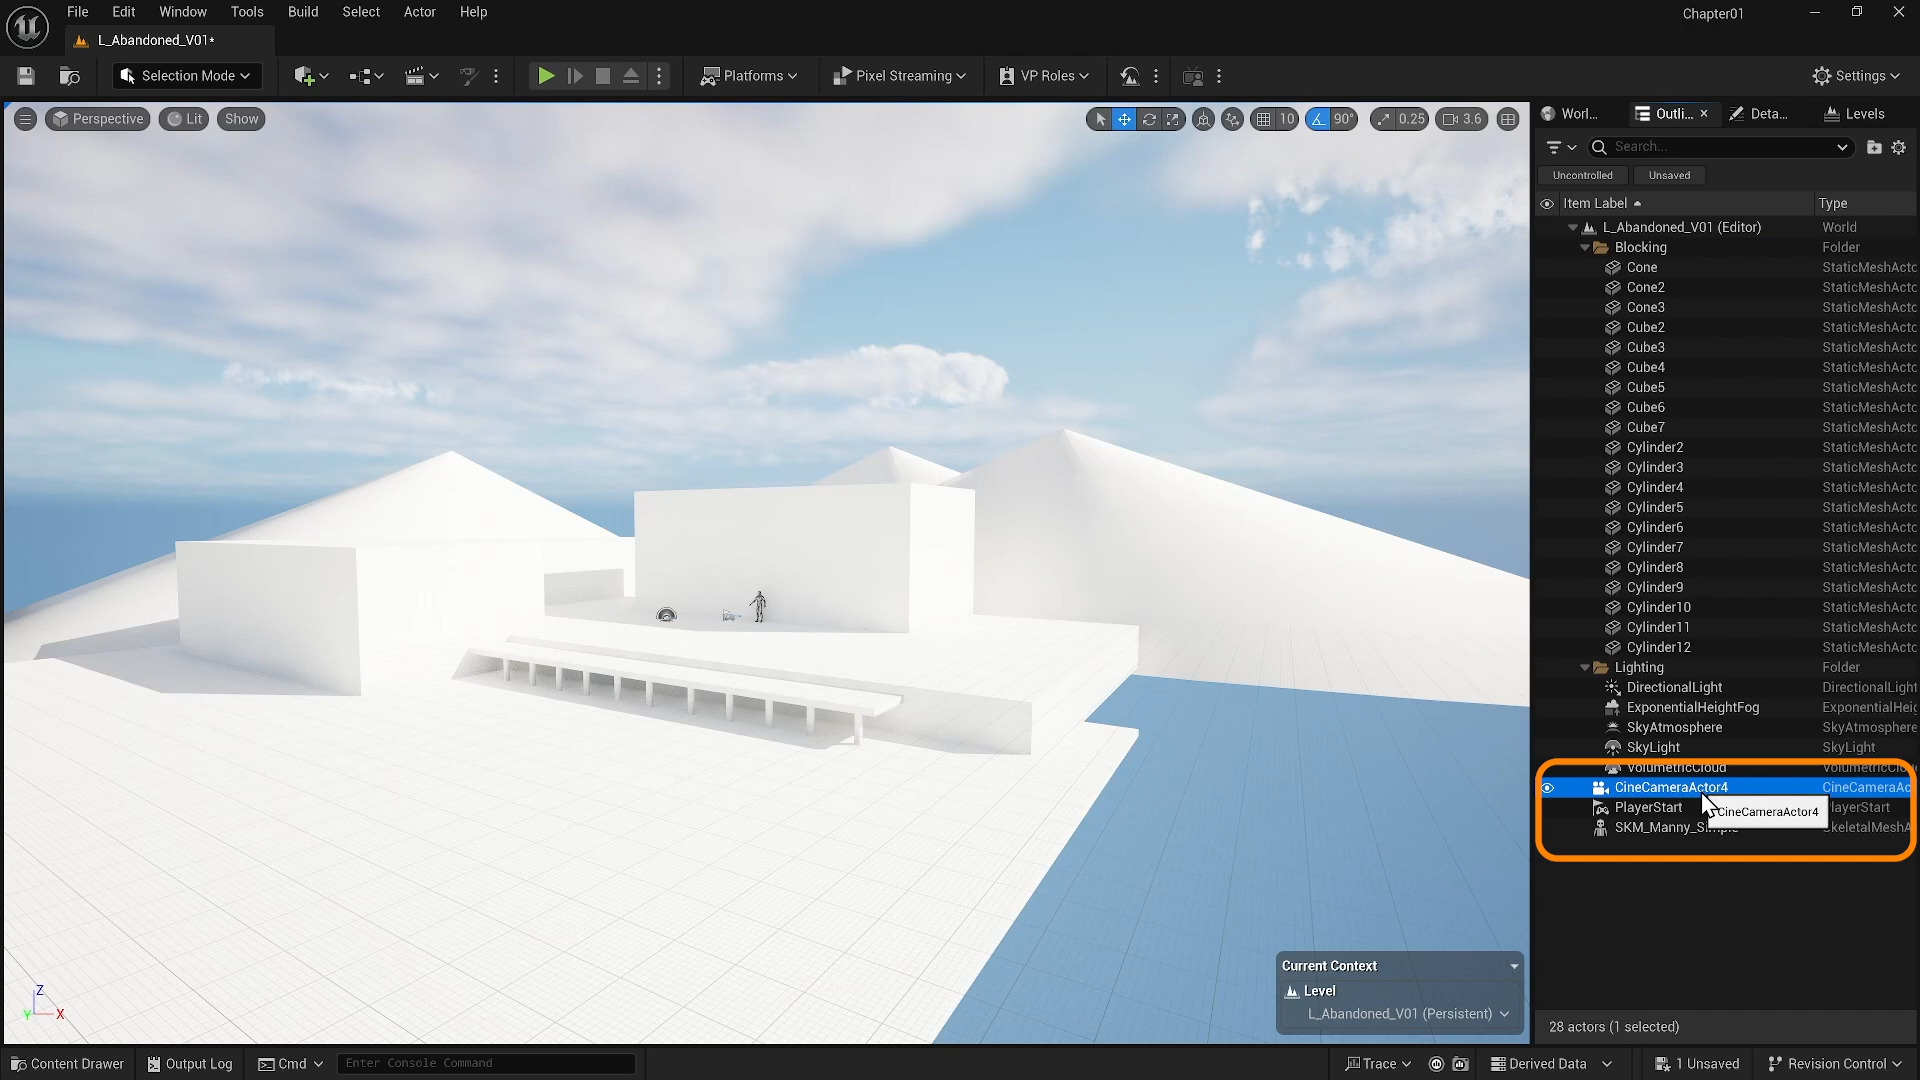 File Edit Window Tools Build Select Actor Help
Chapter01
L_Abandoned_V01*
Selection Mode
Platforms
Pixel Streaming
VP Roles
Settings
Perspective
Lit
Show
10
90°
0.25
3.6
Worl...
Outli...
Deta...
Levels
Search...
Uncontrolled
Unsaved
Item Label
Type
L_Abandoned_V01 (Editor) World
Blocking Folder
Cone StaticMeshActo
Cone2 StaticMeshActo
Cone3 StaticMeshActo
Cube2 StaticMeshActo
Cube3 StaticMeshActo
Cube4 StaticMeshActo
Cube5 StaticMeshActo
Cube6 StaticMeshActo
Cube7 StaticMeshActo
Cylinder2 StaticMeshActo
Cylinder3 StaticMeshActo
Cylinder4 StaticMeshActo
Cylinder5 StaticMeshActo
Cylinder6 StaticMeshActo
Cylinder7 StaticMeshActo
Cylinder8 StaticMeshActo
Cylinder9 StaticMeshActo
Cylinder10 StaticMeshActo
Cylinder11 StaticMeshActo
Cylinder12 StaticMeshActo
Lighting Folder
DirectionalLight DirectionalLight
ExponentialHeightFog ExponentialHeig
SkyAtmosphere SkyAtmosphere
SkyLight SkyLight
VolumetricCloud VolumetricClou
CineCameraActor4 CineCameraAc
PlayerStart PlayerStart
CineCameraActor4
SKM_Manny_Simple SkeletalMeshA
Current Context
Level
L_Abandoned_V01 (Persistent)
Z
Y X
28 actors (1 selected)
Content Drawer
Output Log
Cmd
Enter Console Command
Trace
Derived Data
1 Unsaved
Revision Control